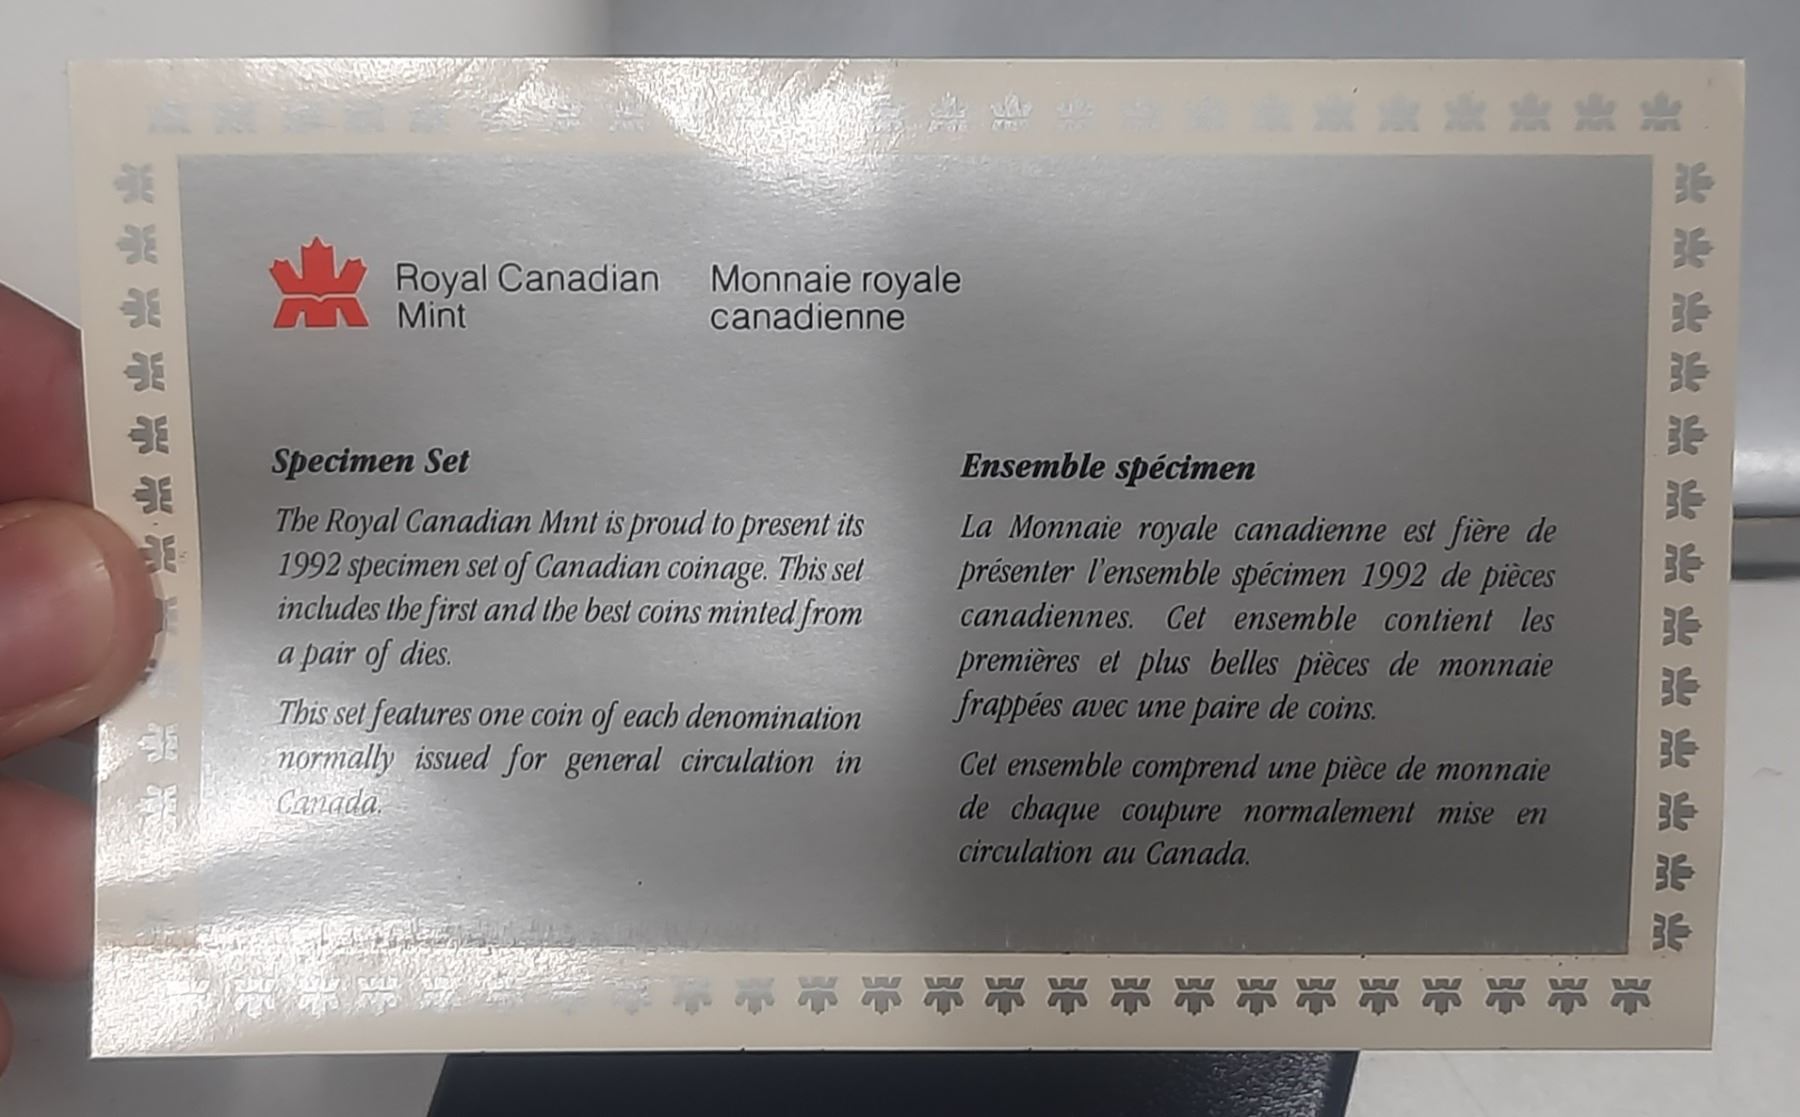 Royal Canadian
Mint
Monnaie royale
canadienne
Specimen Set
The Royal Canadian Mint is proud to present its
1992 specimen set of Canadian coinage. This set
includes the first and the best coins minted from
a pair of dies.
This set features one coin of each denomination
normally issued for general circulation in
Canada.
Ensemble spécimen
La Monnaie royale canadienne est fière de
présenter l'ensemble spécimen 1992 de pièces
canadiennes. Cet ensemble contient les
premières et plus belles pièces de monnaie
frappées avec une paire de coins.
Cet ensemble comprend une pièce de monnaie
de chaque coupure normalement mise en
circulation au Canada.